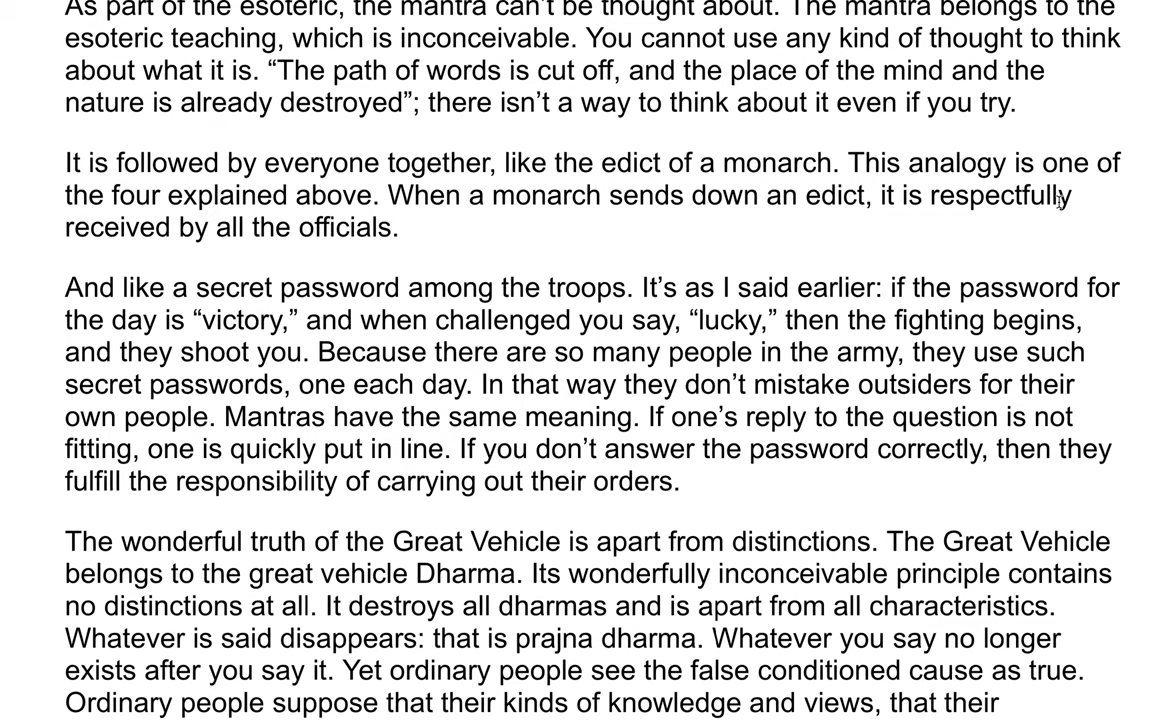 As part of the esoteric, the mantra can't be thought about. The mantra belongs to the
esoteric teaching, which is inconceivable. You cannot use any kind of thought to think
about what it is. “The path of words is cut off, and the place of the mind and the
nature is already destroyed”; there isn’t a way to think about it even if you try.
It is followed by everyone together, like the edict of a monarch. This analogy is one of
the four explained above. When a monarch sends down an edict, it is respectfully
received by all the officials.
And like a secret password among the troops. It’s as I said earlier: if the password for
the day is “victory,” and when challenged you say, “lucky,” then the fighting begins,
and they shoot you. Because there are so many people in the army, they use such
secret passwords, one each day. In that way they don’t mistake outsiders for their
own people. Mantras have the same meaning. If one’s reply to the question is not
fitting, one is quickly put in line. If you don’t answer the password correctly, then they
fulfill the responsibility of carrying out their orders.
The wonderful truth of the Great Vehicle is apart from distinctions. The Great Vehicle
belongs to the great vehicle Dharma. Its wonderfully inconceivable principle contains
no distinctions at all. It destroys all dharmas and is apart from all characteristics.
Whatever is said disappears: that is prajna dharma. Whatever you say no longer
exists after you say it. Yet ordinary people see the false conditioned cause as true.
Ordinary people suppose that their kinds of knowledge and views, that their